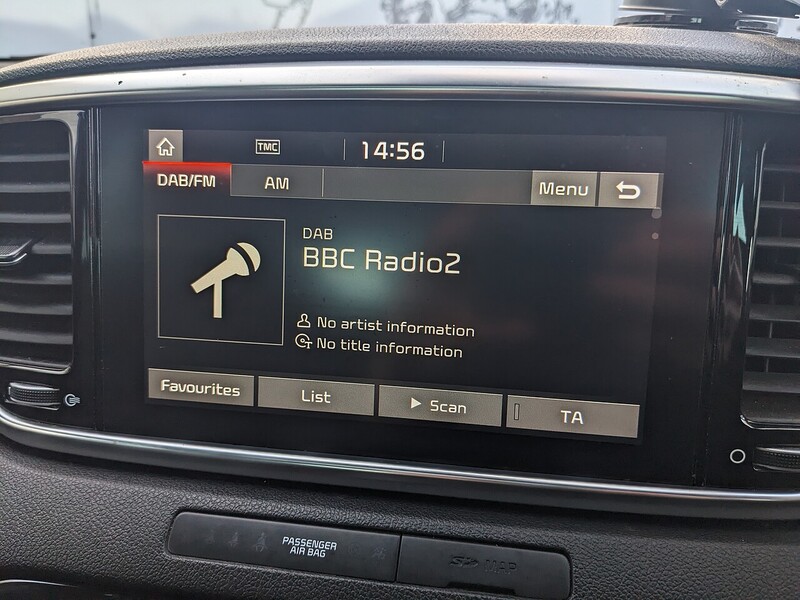 TMC
14:56
DAB/FM AM Menu
DAB
BBC Radio2
No artist information
No title information
Favourites List Scan TA
PASSENGER
AIR BAG
SD MAP